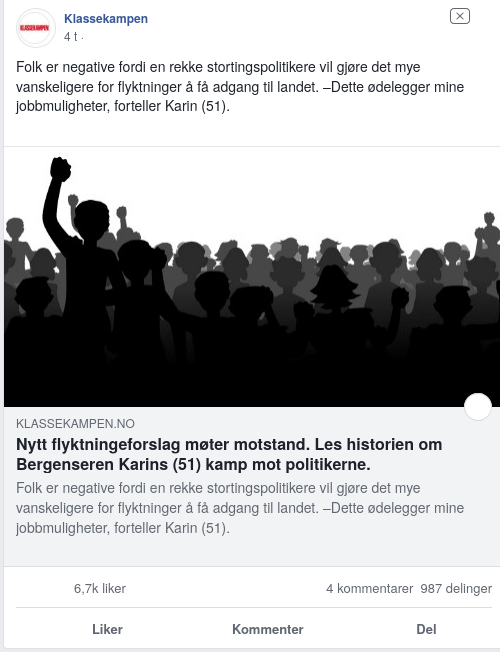 KLASSEKAMPEN
Klassekampen
4 t ·
Folk er negative fordi en rekke stortingspolitikere vil gjøre det mye
vanskeligere for flyktninger å få adgang til landet. –Dette ødelegger mine
jobbmuligheter, forteller Karin (51).
KLASSEKAMPEN.NO
Nytt flyktningeforslag møter motstand. Les historien om
Bergenseren Karins (51) kamp mot politikerne.
Folk er negative fordi en rekke stortingspolitikere vil gjøre det mye
vanskeligere for flyktninger å få adgang til landet. –Dette ødelegger mine
jobbmuligheter, forteller Karin (51).
6,7k liker 4 kommentarer 987 delinger
Liker Kommenter Del